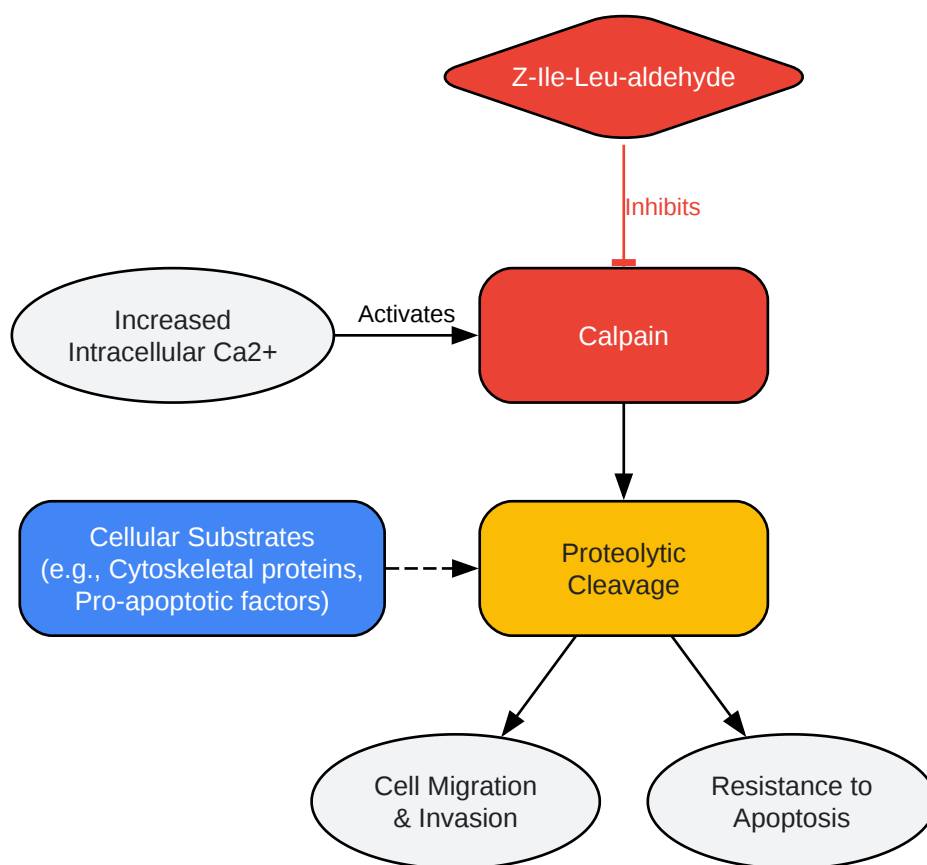 Z-Ile-Leu-aldehyde
Inhibits
Increased
Intracellular Ca2+
Activates
Calpain
Cellular Substrates
(e.g., Cytoskeletal proteins,
Pro-apoptotic factors)
Proteolytic
Cleavage
Cell Migration
& Invasion
Resistance to
Apoptosis